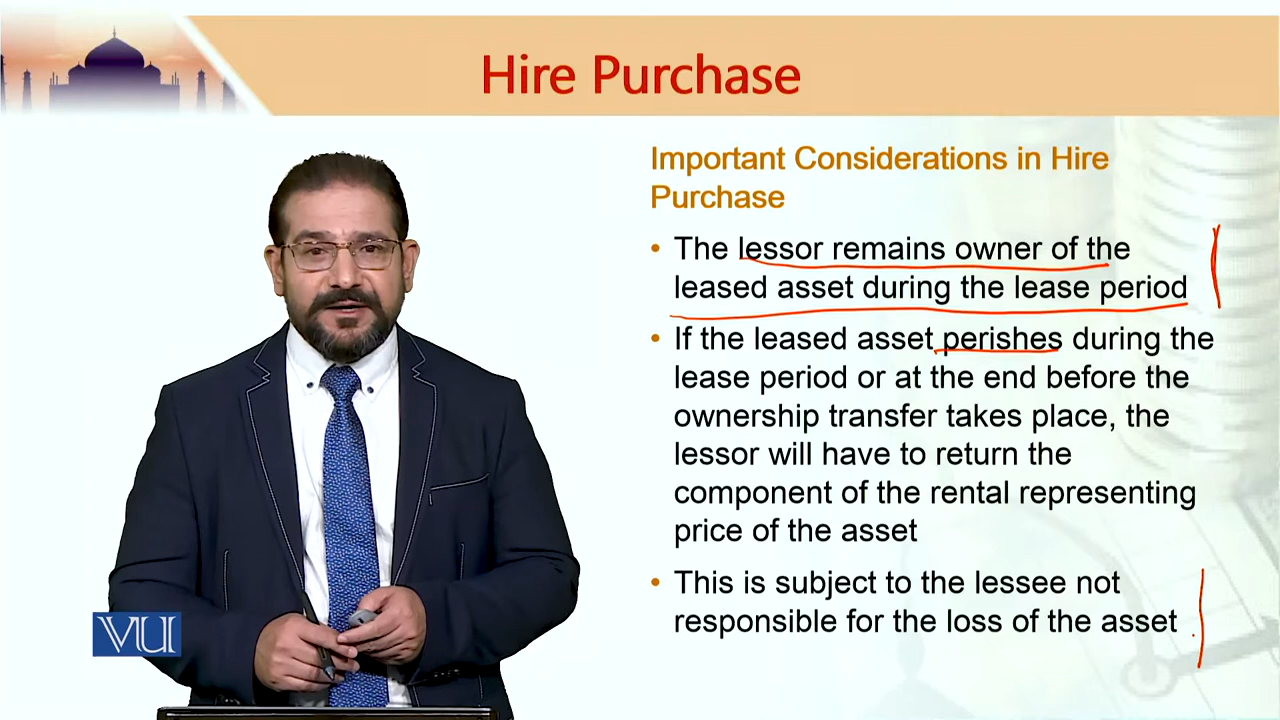 Hire Purchase
Important Considerations in Hire
Purchase
• The lessor remains owner of the
leased asset during the lease period
• If the leased asset perishes during the
lease period or at the end before the
ownership transfer takes place, the
lessor will have to return the
component of the rental representing
price of the asset
• This is subject to the lessee not
responsible for the loss of the asset
VU